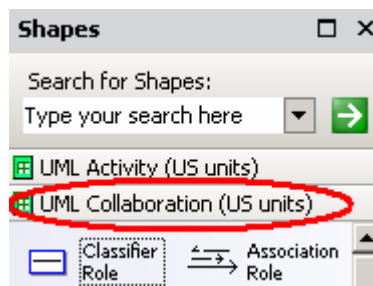 Shapes
Search for Shapes:
Type your search here
UML Activity (US units)
UML Collaboration (US units)
Classifier Role
Association Role